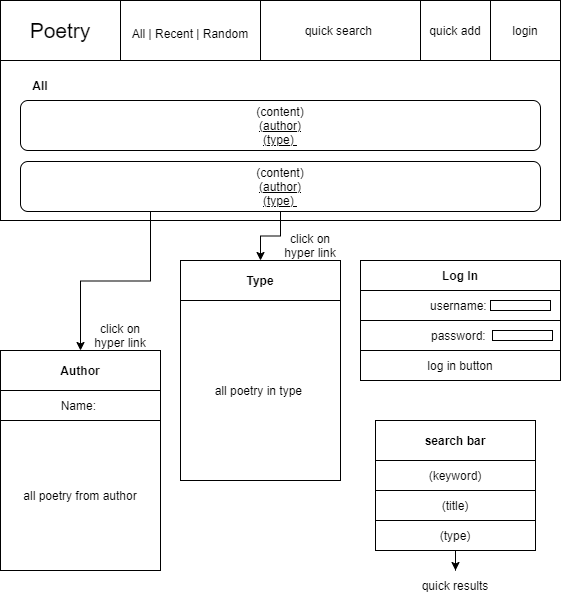 Poetry
All | Recent | Random
quick search
quick add
login
All
(content)
(author)
(type)
(content)
(author)
(type)
click on
hyper link
Type
all poetry in type
Log In
username:
password:
log in button
click on
hyper link
Author
Name:
all poetry from author
search bar
(keyword)
(title)
(type)
quick results